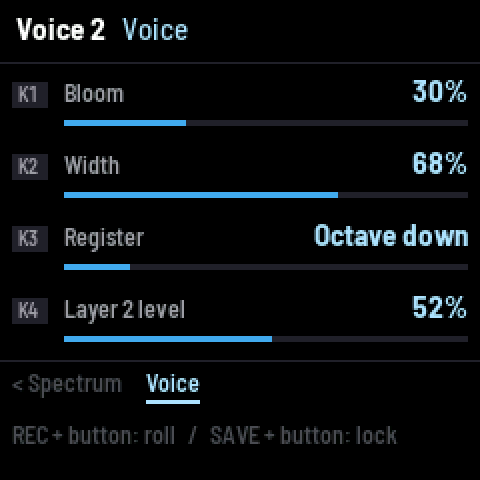 Voice 2 Voice
K1 Bloom 30%
K2 Width 68%
K3 Register Octave down
K4 Layer 2 level 52%
< Spectrum Voice
REC + button: roll / SAVE + button: lock